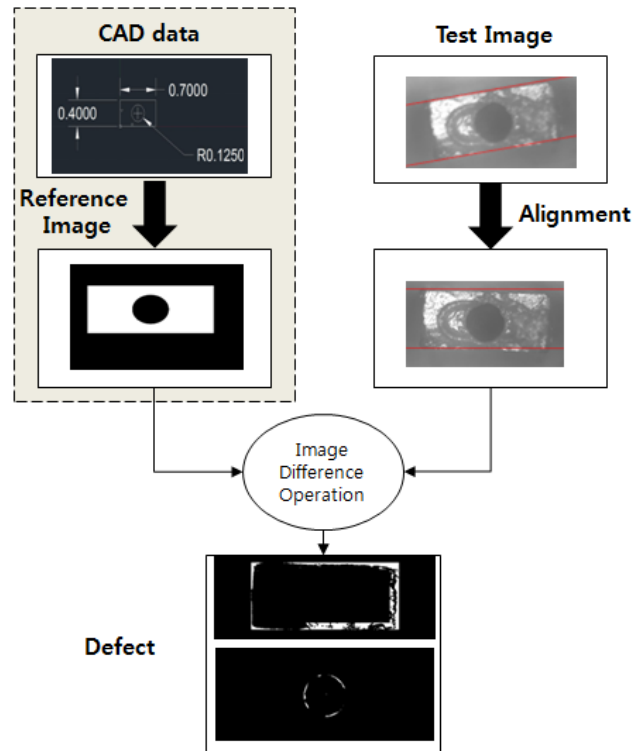 CAD data
Test Image
0.7000
0.4000
R0.1250
Reference
Image
Alignment
Image
Difference
Operation
Defect